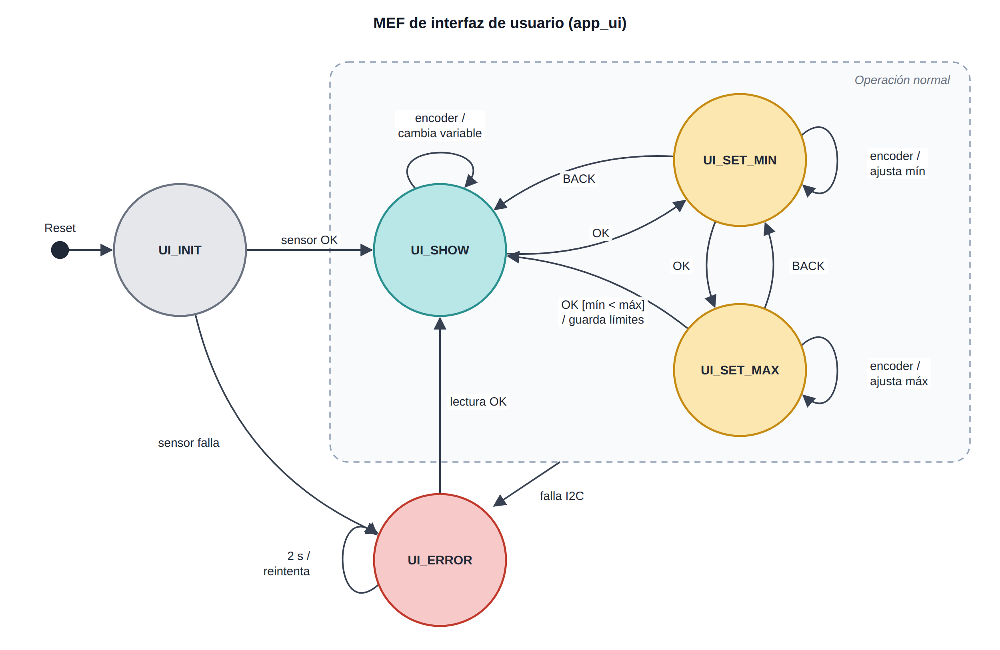 MEF de interfaz de usuario (app_ui)
Operación normal
encoder /
cambia variable
UI_SET_MIN
encoder /
ajusta mín
BACK
Reset
OK
sensor OK
UI_INIT
UI_SHOW
OK
BACK
OK [mín < máx]
/ guarda límites
UI_SET_MAX
encoder /
ajusta máx
lectura OK
sensor falla
falla I2C
2 s /
reintenta
UI_ERROR